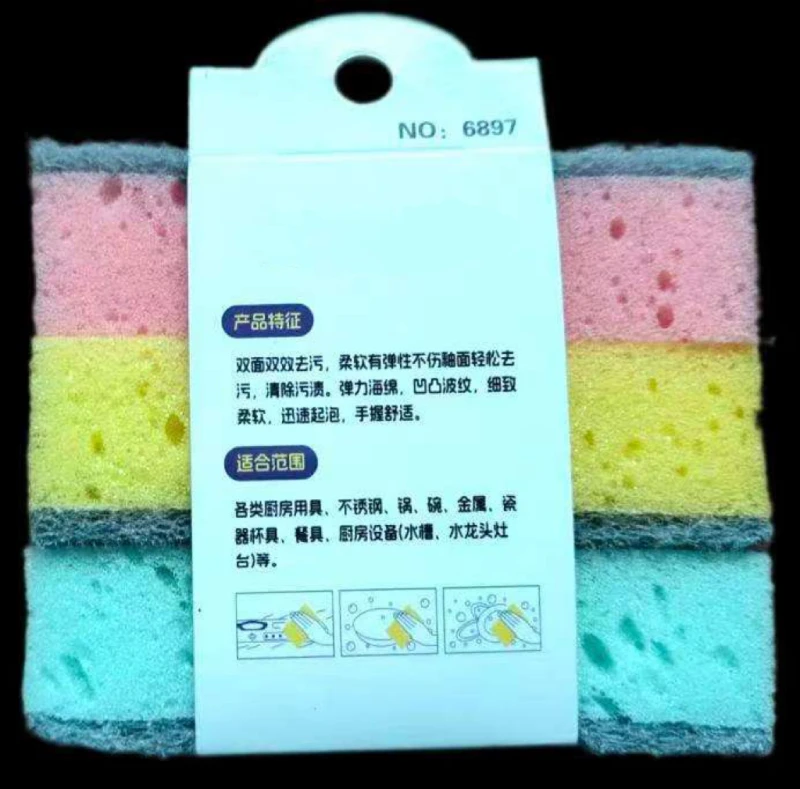 NO：6897
产品特征
双面双效去污，柔软有弹性不伤釉面轻松去
污，清除污渍。弹力海绵，凹凸波纹，细致
柔软，迅速起泡，手握舒适。
适合范围
各类厨房用具、不锈钢、锅、碗、金属、瓷
器杯具、餐具、厨房设备(水槽、水龙头灶
台)等。